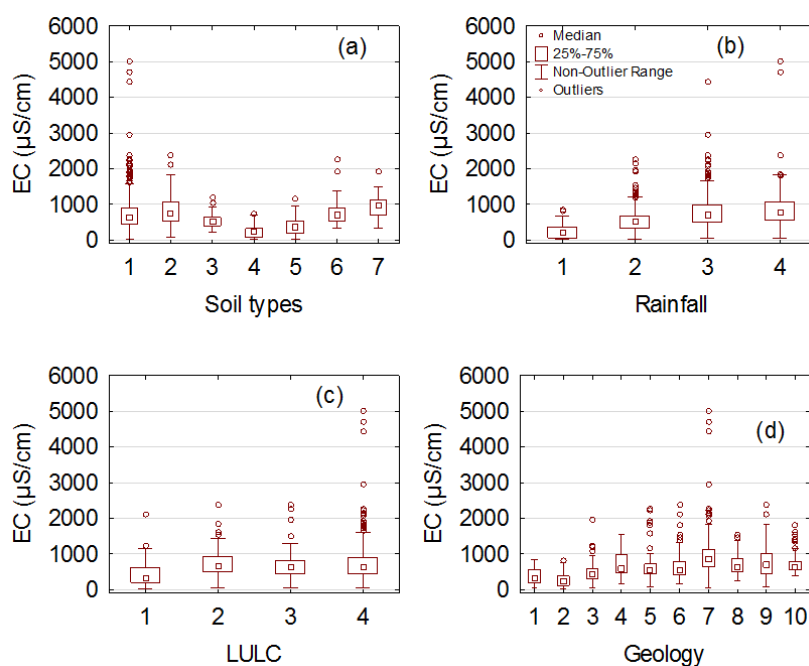 6000
5000
4000
3000
2000
1000
0
EC (µS/cm)
(a)
1 2 3 4 5 6 7
Soil types
6000
5000
4000
3000
2000
1000
0
EC (µS/cm)
(b)
Median
25%-75%
Non-Outlier Range
Outliers
1 2 3 4
Rainfall
6000
5000
4000
3000
2000
1000
0
EC (µS/cm)
(c)
1 2 3 4
LULC
6000
5000
4000
3000
2000
1000
0
EC (µS/cm)
(d)
1 2 3 4 5 6 7 8 9 10
Geology